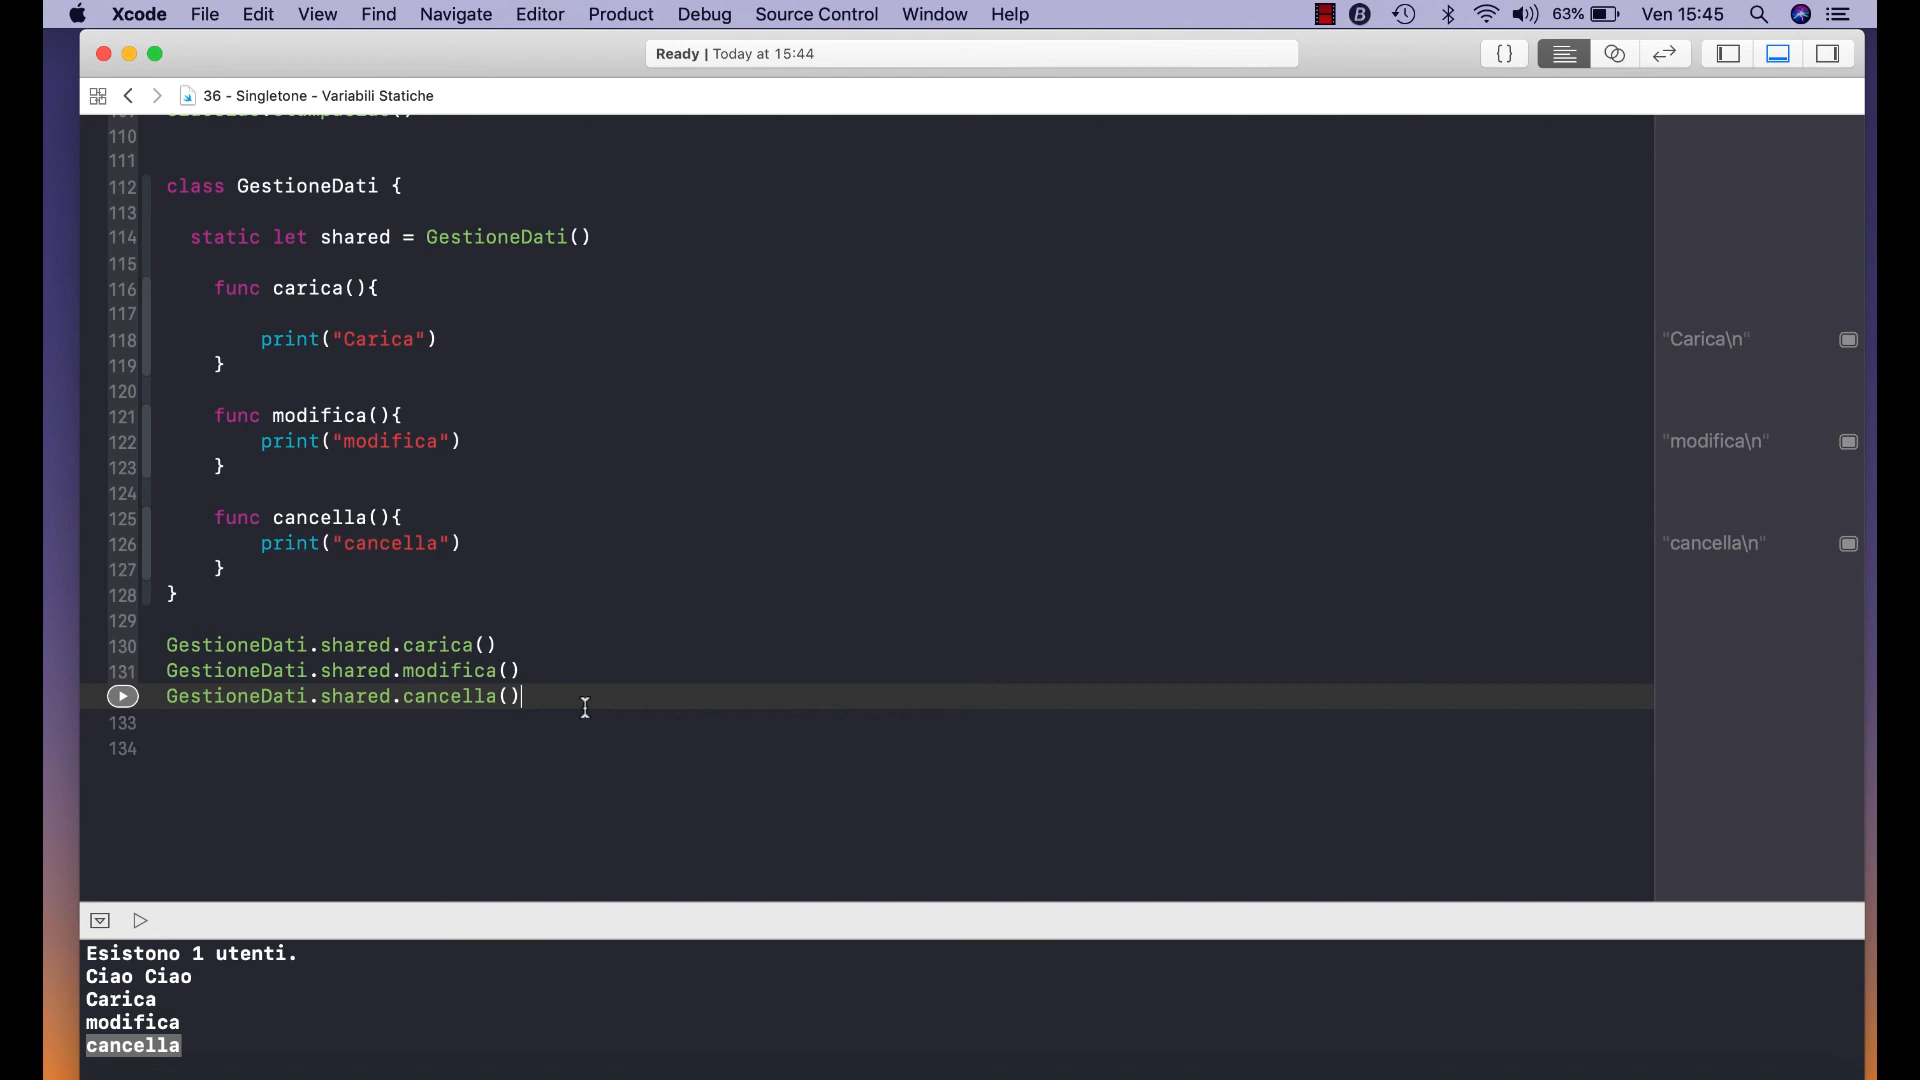 Xcode File Edit View Find Navigate Editor Product Debug Source Control Window Help 63% Ven 15:45
Ready | Today at 15:44
36 - Singletone - Variabili Statiche
110
111
112 class GestioneDati {
113
114 static let shared = GestioneDati()
115
116 func carica(){
117
118 print("Carica") "Carica\n"
119 }
120
121 func modifica(){
122 print("modifica") "modifica\n"
123 }
124
125 func cancella(){
126 print("cancella") "cancella\n"
127 }
128 }
129
130 GestioneDati.shared.carica()
131 GestioneDati.shared.modifica()
GestioneDati.shared.cancella()
133
134
Esistono 1 utenti.
Ciao Ciao
Carica
modifica
cancella